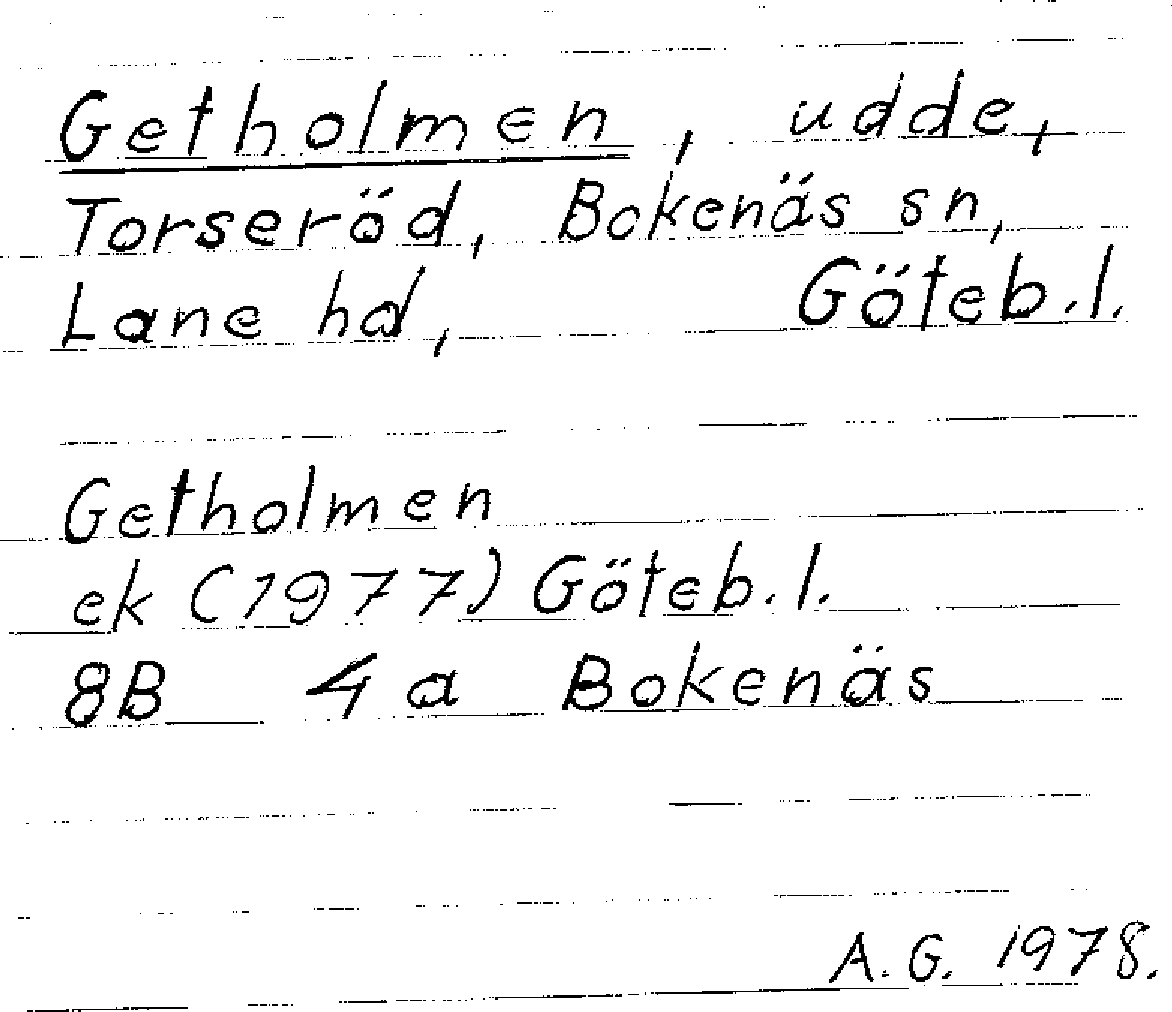 Getholmen, udde,
Torseröd, Bokenäs sn,
Lane hd, Göteb.l.
Getholmen
ek (1977) Göteb.l.
8B 4a Bokenäs
A.G. 1978.